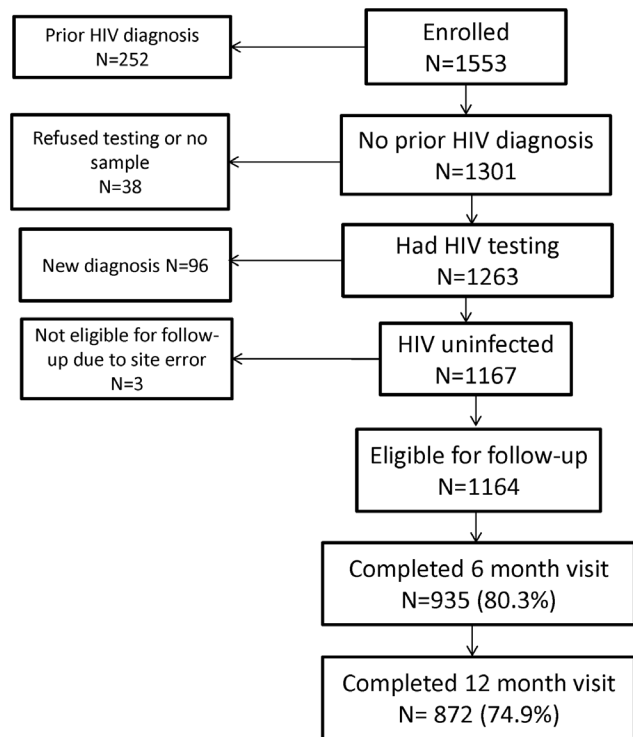 Prior HIV diagnosis
N=252
Enrolled
N=1553
Refused testing or no
sample
N=38
No prior HIV diagnosis
N=1301
New diagnosis N=96
Had HIV testing
N=1263
Not eligible for follow-
up due to site error
N=3
HIV uninfected
N=1167
Eligible for follow-up
N=1164
Completed 6 month visit
N=935 (80.3%)
Completed 12 month visit
N= 872 (74.9%)